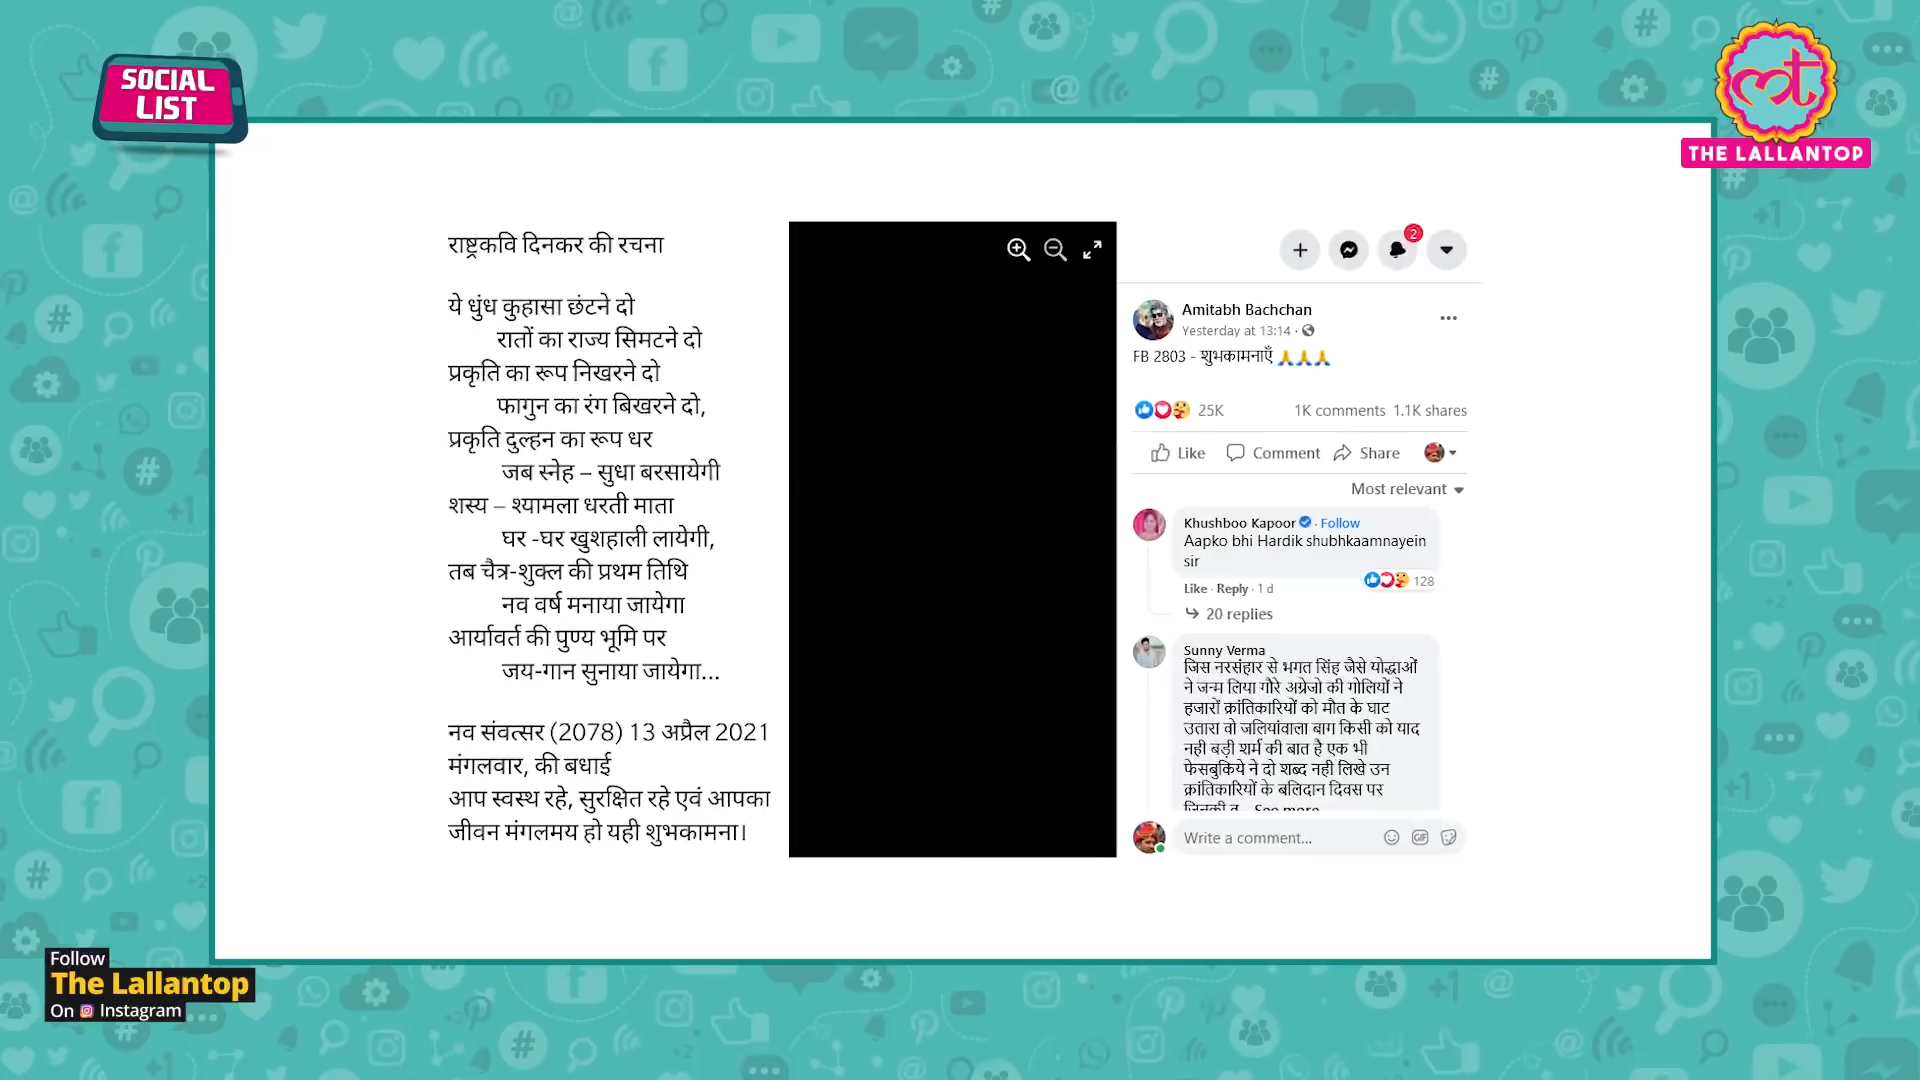 SOCIAL
LIST
THE LALLANTOP
राष्ट्रकवि दिनकर की रचना
ये धुंध कुहासा छंटने दो
रातों का राज्य सिमटने दो
प्रकृति का रूप निखरने दो
फागुन का रंग बिखरने दो,
प्रकृति दुल्हन का रूप धर
जब स्नेह – सुधा बरसायेगी
शस्य – श्यामला धरती माता
घर -घर खुशहाली लायेगी,
तब चैत्र-शुक्ल की प्रथम तिथि
नव वर्ष मनाया जायेगा
आर्यावर्त की पुण्य भूमि पर
जय-गान सुनाया जायेगा...
नव संवत्सर (2078) 13 अप्रैल 2021
मंगलवार, की बधाई
आप स्वस्थ रहे, सुरक्षित रहे एवं आपका
जीवन मंगलमय हो यही शुभकामना।
2
Amitabh Bachchan
Yesterday at 13:14 ·
FB 2803 - शुभकामनाएँ 🙏🙏🙏
25K 1K comments 1.1K shares
Like Comment Share
Most relevant
Khushboo Kapoor · Follow
Aapko bhi Hardik shubhkaamnayein
sir
128
Like · Reply · 1 d
20 replies
Sunny Verma
जिस नरसंहार से भगत सिंह जैसे योद्धाओं
ने जन्म लिया गौरे अग्रेजो की गोलियों ने
हजारों क्रांतिकारियों को मौत के घाट
उतारा वो जलियांवाला बाग किसी को याद
नही बड़ी शर्म की बात है एक भी
फेसबुकिये ने दो शब्द नही लिखे उन
क्रांतिकारियों के बलिदान दिवस पर
जिनकी व... See more
Write a comment...
GIF
Follow
The Lallantop
On Instagram